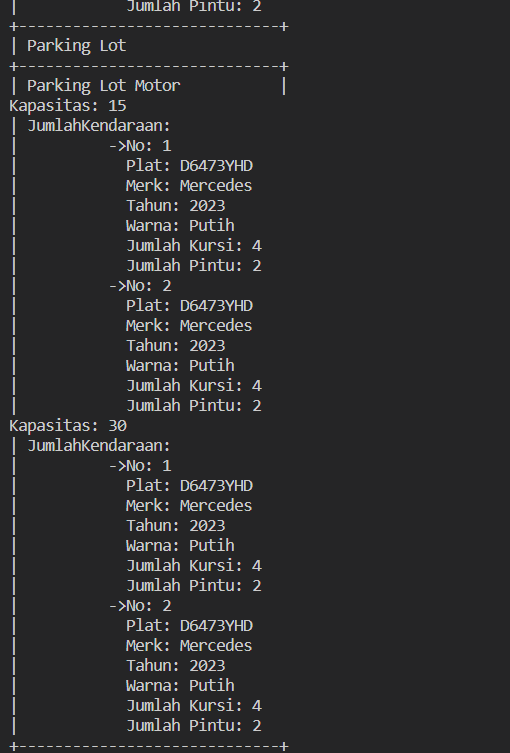 |            Jumlah Pintu: 2
+-----------------------------+
| Parking Lot
+-----------------------------+
| Parking Lot Motor           |
Kapasitas: 15
| JumlahKendaraan:
|          ->No: 1
|            Plat: D6473YHD
|            Merk: Mercedes
|            Tahun: 2023
|            Warna: Putih
|            Jumlah Kursi: 4
|            Jumlah Pintu: 2
|          ->No: 2
|            Plat: D6473YHD
|            Merk: Mercedes
|            Tahun: 2023
|            Warna: Putih
|            Jumlah Kursi: 4
|            Jumlah Pintu: 2
Kapasitas: 30
| JumlahKendaraan:
|          ->No: 1
|            Plat: D6473YHD
|            Merk: Mercedes
|            Tahun: 2023
|            Warna: Putih
|            Jumlah Kursi: 4
|            Jumlah Pintu: 2
|          ->No: 2
|            Plat: D6473YHD
|            Merk: Mercedes
|            Tahun: 2023
|            Warna: Putih
|            Jumlah Kursi: 4
|            Jumlah Pintu: 2
+-----------------------------+